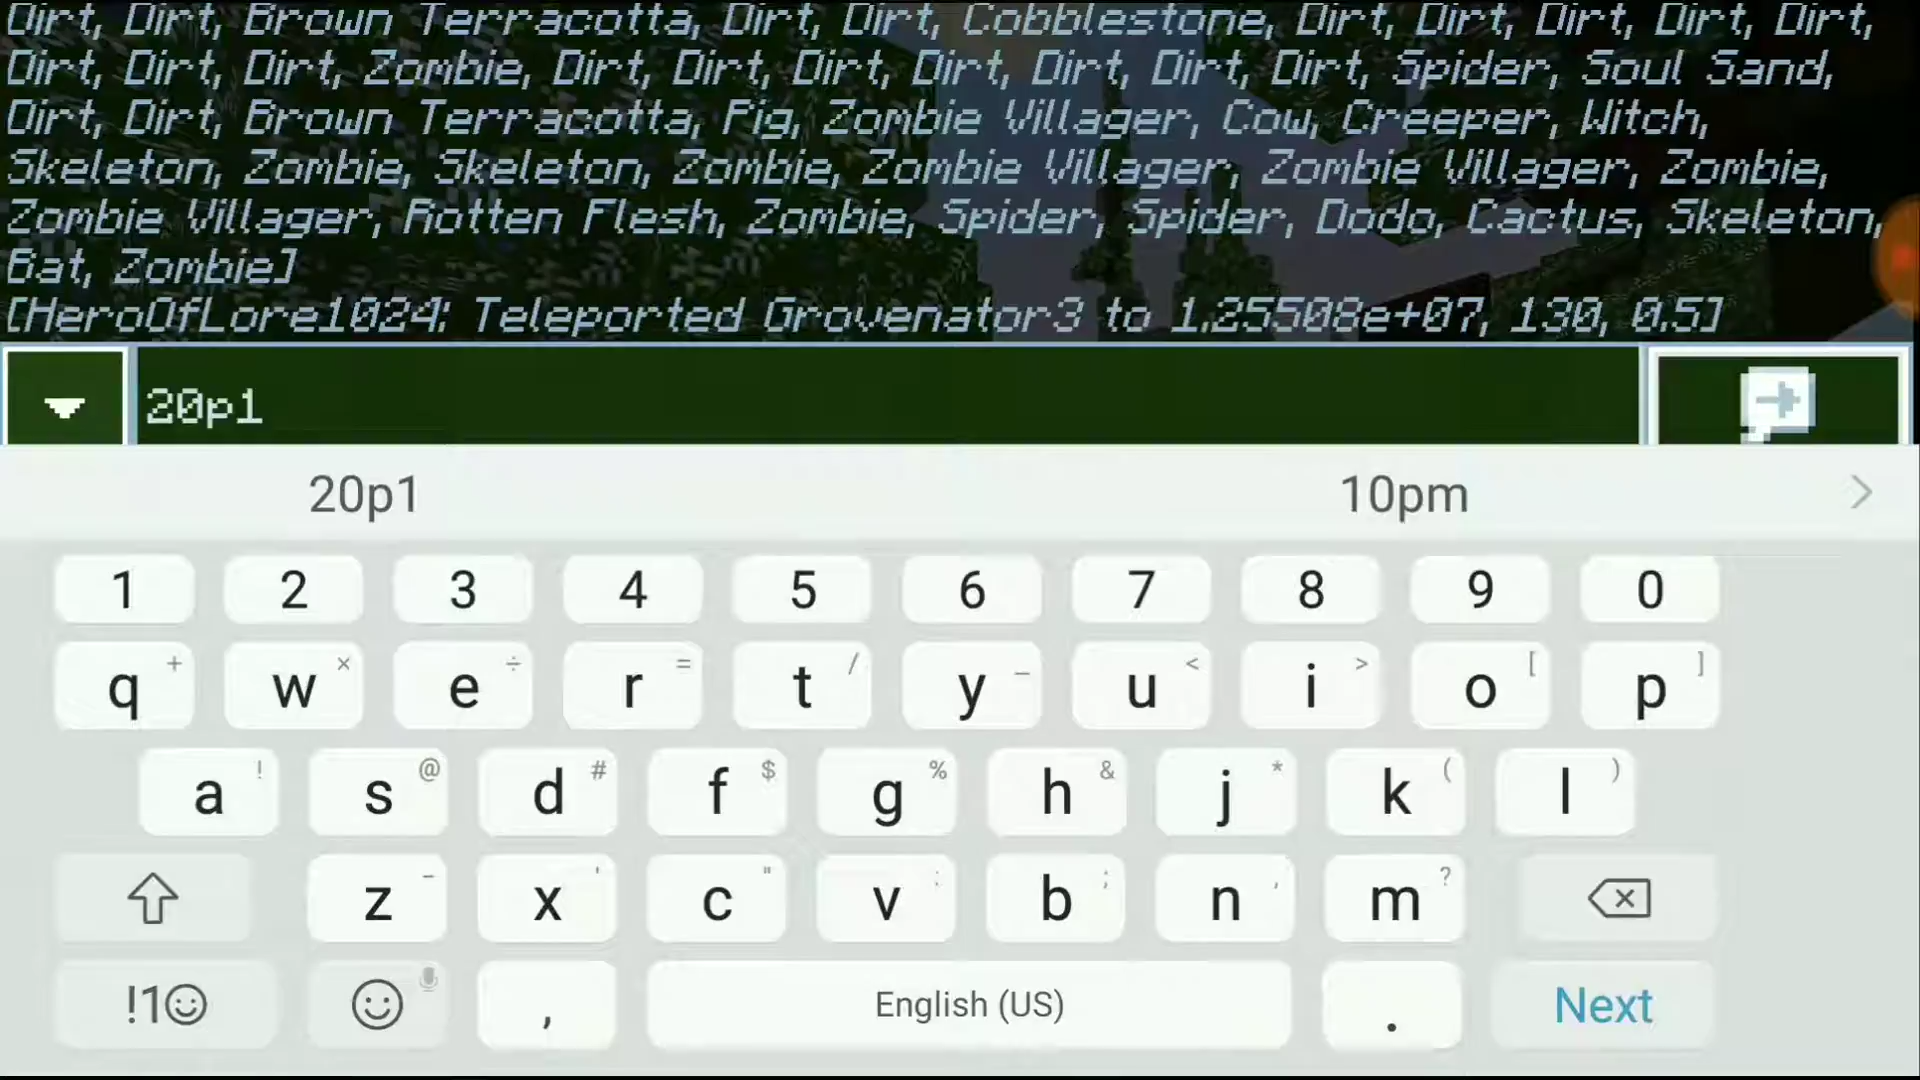 Dirt, Dirt, Brown Terracotta, Dirt, Dirt, Cobblestone, Dirt, Dirt, Dirt, Dirt, Dirt,
Dirt, Dirt, Dirt, Zombie, Dirt, Dirt, Dirt, Dirt, Dirt, Dirt, Dirt, Spider, Soul Sand,
Dirt, Dirt, Brown Terracotta, Pig, Zombie Villager, Cow, Creeper, Witch,
Skeleton, Zombie, Skeleton, Zombie, Zombie Villager, Zombie Villager, Zombie,
Zombie Villager, Rotten Flesh, Zombie, Spider, Spider, Dodo, Cactus, Skeleton,
Bat, Zombie]
[HeroOfLore1024: Teleported Grovenator3 to 1.25508e+07, 130, 0.5]
20p1
20p1 10pm
1 2 3 4 5 6 7 8 9 0
q + w × e ÷ r = t / y _ u < i > o [ p ]
a ! s @ d # f $ g % h & j * k ( l )
z - x ' c " v : b ; n , m ?
!1☺ , English (US) . Next